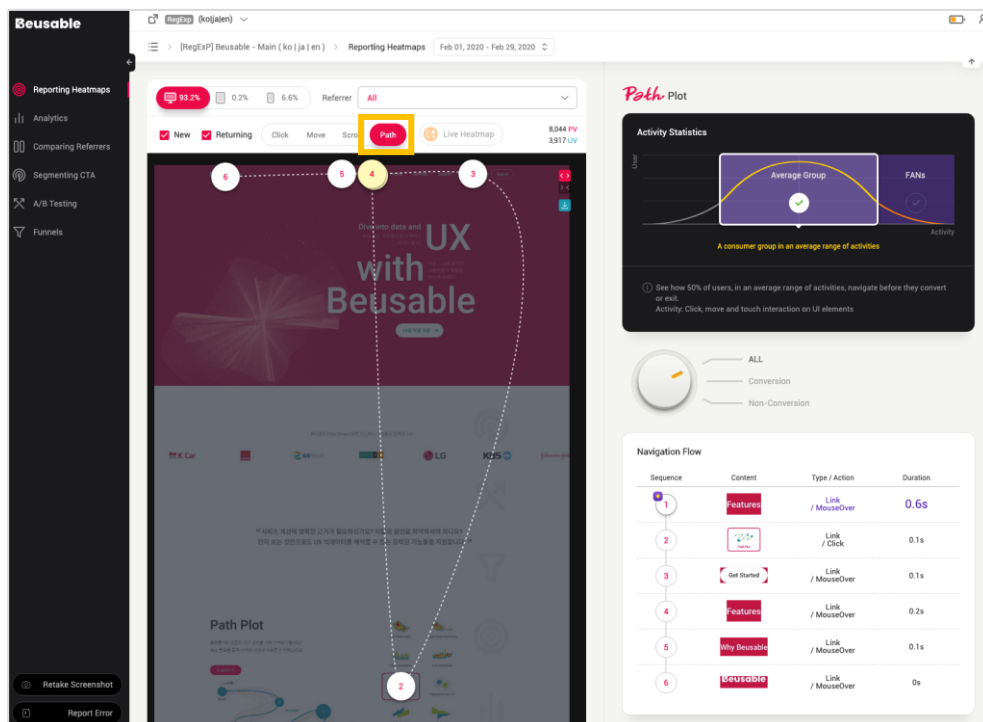 Beusable
RegExp (ko|ja|en)
[RegExP] Beusable - Main ( ko | ja | en ) > Reporting Heatmaps Feb 01, 2020 - Feb 29, 2020
Reporting Heatmaps
Analytics
Comparing Referrers
Segmenting CTA
A/B Testing
Funnels
Retake Screenshot
Report Error
93.2% 0.2% 6.6% Referrer All
New Returning Click Move Scro Path Live Heatmap
8,044 PV
3,917 UV
6 5 4 3
Dive into data and UX
with
Beusable
K Car LG KBS
Path Plot
2
Path Plot
Activity Statistics
User
Average Group FANs
Activity
A consumer group in an average range of activities
See how 50% of users, in an average range of activities, navigate before they convert
or exit.
Activity: Click, move and touch interaction on UI elements
ALL
Conversion
Non-Conversion
Navigation Flow
Sequence Content Type / Action Duration
1 Features Link / MouseOver 0.6s
2 Link / Click 0.1s
3 Get Started Link / MouseOver 0.1s
4 Features Link / MouseOver 0.2s
5 Why Beusable Link / MouseOver 0.1s
6 Beusable Link / MouseOver 0s